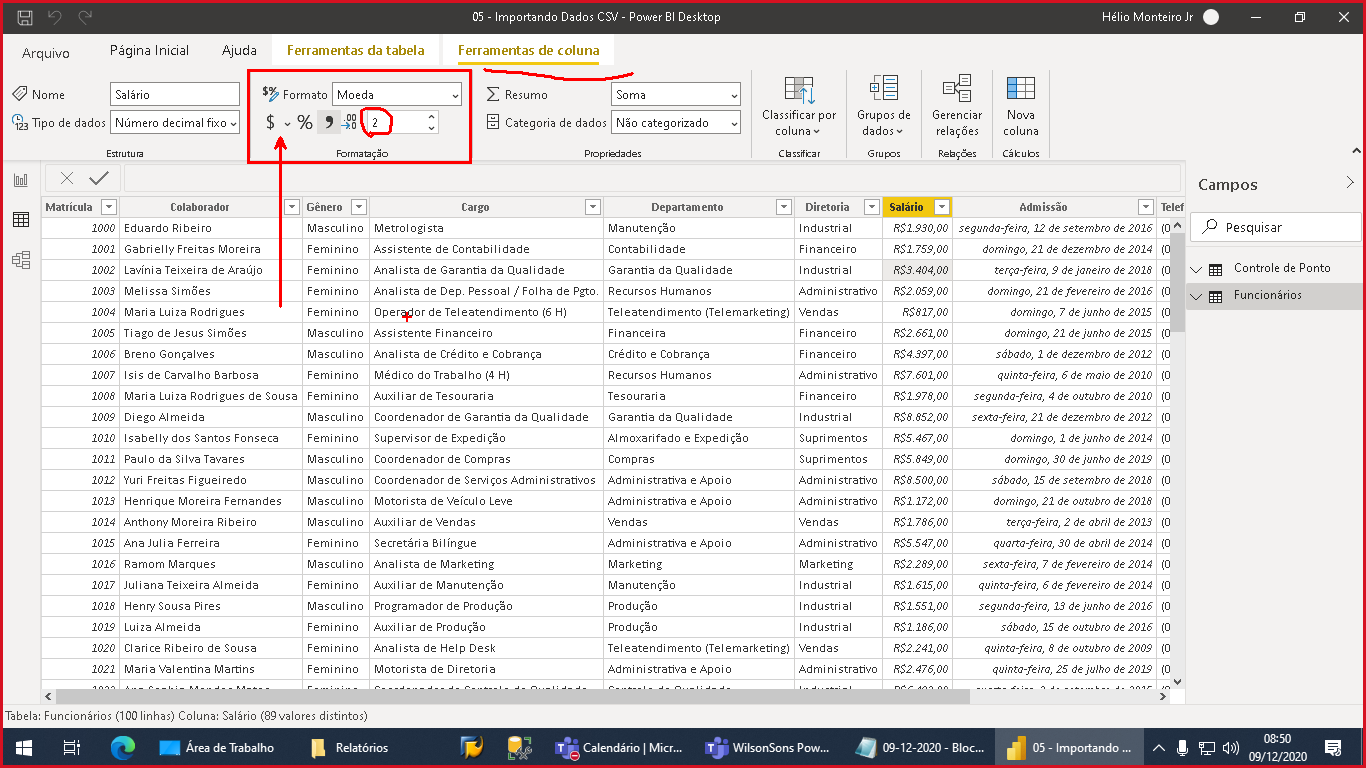 05 - Importando Dados CSV - Power BI Desktop
Hélio Monteiro Jr
Arquivo
Página Inicial
Ajuda
Ferramentas da tabela
Ferramentas de coluna
Nome
Salário
Tipo de dados
Número decimal fixo
Estrutura
$% Formato
Moeda
$ % 9 .00 →0
2
Formatação
Σ Resumo
Soma
Categoria de dados
Não categorizado
Propriedades
Classificar por
coluna
Classificar
Grupos de
dados
Grupos
Gerenciar
relações
Relações
Nova
coluna
Cálculos
Matrícula Colaborador Gênero Cargo Departamento Diretoria Salário Admissão Telef
1000 Eduardo Ribeiro Masculino Metrologista Manutenção Industrial R$1.930,00 segunda-feira, 12 de setembro de 2016 (0
1001 Gabrielly Freitas Moreira Feminino Assistente de Contabilidade Contabilidade Financeiro R$1.759,00 domingo, 21 de dezembro de 2014 (0
1002 Lavínia Teixeira de Araújo Feminino Analista de Garantia da Qualidade Garantia da Qualidade Industrial R$3.404,00 terça-feira, 9 de janeiro de 2018 (0
1003 Melissa Simões Feminino Analista de Dep. Pessoal / Folha de Pgto. Recursos Humanos Administrativo R$2.059,00 domingo, 21 de fevereiro de 2016 (0
1004 Maria Luiza Rodrigues Feminino Operador de Teleatendimento (6 H) Teleatendimento (Telemarketing) Vendas R$817,00 domingo, 7 de junho de 2015 (0
1005 Tiago de Jesus Simões Masculino Assistente Financeiro Financeira Financeiro R$2.661,00 domingo, 21 de junho de 2015 (0
1006 Breno Gonçalves Masculino Analista de Crédito e Cobrança Crédito e Cobrança Financeiro R$4.397,00 sábado, 1 de dezembro de 2012 (0
1007 Isis de Carvalho Barbosa Feminino Médico do Trabalho (4 H) Recursos Humanos Administrativo R$7.601,00 quinta-feira, 6 de maio de 2010 (0
1008 Maria Luiza Rodrigues de Sousa Feminino Auxiliar de Tesouraria Tesouraria Financeiro R$1.978,00 segunda-feira, 4 de outubro de 2010 (0
1009 Diego Almeida Masculino Coordenador de Garantia da Qualidade Garantia da Qualidade Industrial R$8.852,00 sexta-feira, 21 de dezembro de 2012 (0
1010 Isabelly dos Santos Fonseca Feminino Supervisor de Expedição Almoxarifado e Expedição Suprimentos R$5.467,00 domingo, 1 de junho de 2014 (0
1011 Paulo da Silva Tavares Masculino Coordenador de Compras Compras Suprimentos R$5.849,00 domingo, 30 de junho de 2019 (0
1012 Yuri Freitas Figueiredo Masculino Coordenador de Serviços Administrativos Administrativa e Apoio Administrativo R$8.500,00 sábado, 15 de setembro de 2018 (0
1013 Henrique Moreira Fernandes Masculino Motorista de Veículo Leve Administrativa e Apoio Administrativo R$1.172,00 domingo, 21 de outubro de 2018 (0
1014 Anthony Moreira Ribeiro Masculino Auxiliar de Vendas Vendas Vendas R$1.786,00 terça-feira, 2 de abril de 2013 (0
1015 Ana Julia Ferreira Feminino Secretária Bilíngue Administrativa e Apoio Administrativo R$5.547,00 quarta-feira, 30 de abril de 2014 (0
1016 Ramom Marques Masculino Analista de Marketing Marketing Marketing R$2.289,00 sexta-feira, 7 de fevereiro de 2014 (0
1017 Juliana Teixeira Almeida Feminino Auxiliar de Manutenção Manutenção Industrial R$1.615,00 quinta-feira, 6 de fevereiro de 2014 (0
1018 Henry Sousa Pires Masculino Programador de Produção Produção Industrial R$1.551,00 segunda-feira, 13 de junho de 2016 (0
1019 Luiza Almeida Feminino Auxiliar de Produção Produção Industrial R$1.186,00 sábado, 15 de outubro de 2016 (0
1020 Clarice Ribeiro de Sousa Feminino Analista de Help Desk Teleatendimento (Telemarketing) Vendas R$2.241,00 quinta-feira, 8 de outubro de 2009 (0
1021 Maria Valentina Martins Feminino Motorista de Diretoria Administrativa e Apoio Administrativo R$2.476,00 quinta-feira, 25 de julho de 2019 (0
Campos
Pesquisar
Controle de Ponto
Funcionários
Tabela: Funcionários (100 linhas) Coluna: Salário (89 valores distintos)
Área de Trabalho
Relatórios
Calendário | Micr...
WilsonSons Pow...
09-12-2020 - Bloc...
05 - Importando ...
08:50
09/12/2020